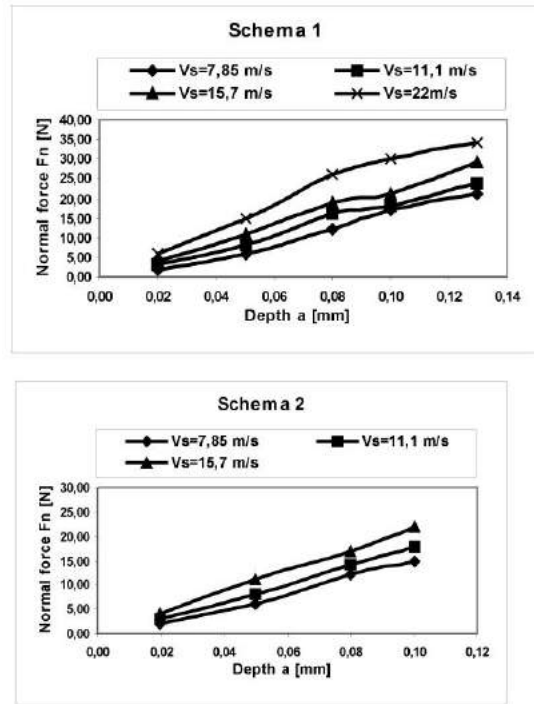 Schema 1
Vs=7,85 m/s Vs=11,1 m/s
Vs=15,7 m/s Vs=22m/s
Normal force Fn [N]
40,00
35,00
30,00
25,00
20,00
15,00
10,00
5,00
0,00
0,00 0,02 0,04 0,06 0,08 0,10 0,12 0,14
Depth a [mm]
Schema 2
Vs=7,85 m/s Vs=11,1 m/s
Vs=15,7 m/s
Normal force Fn [N]
30,00
25,00
20,00
15,00
10,00
5,00
0,00
0,00 0,02 0,04 0,06 0,08 0,10 0,12
Depth a [mm]